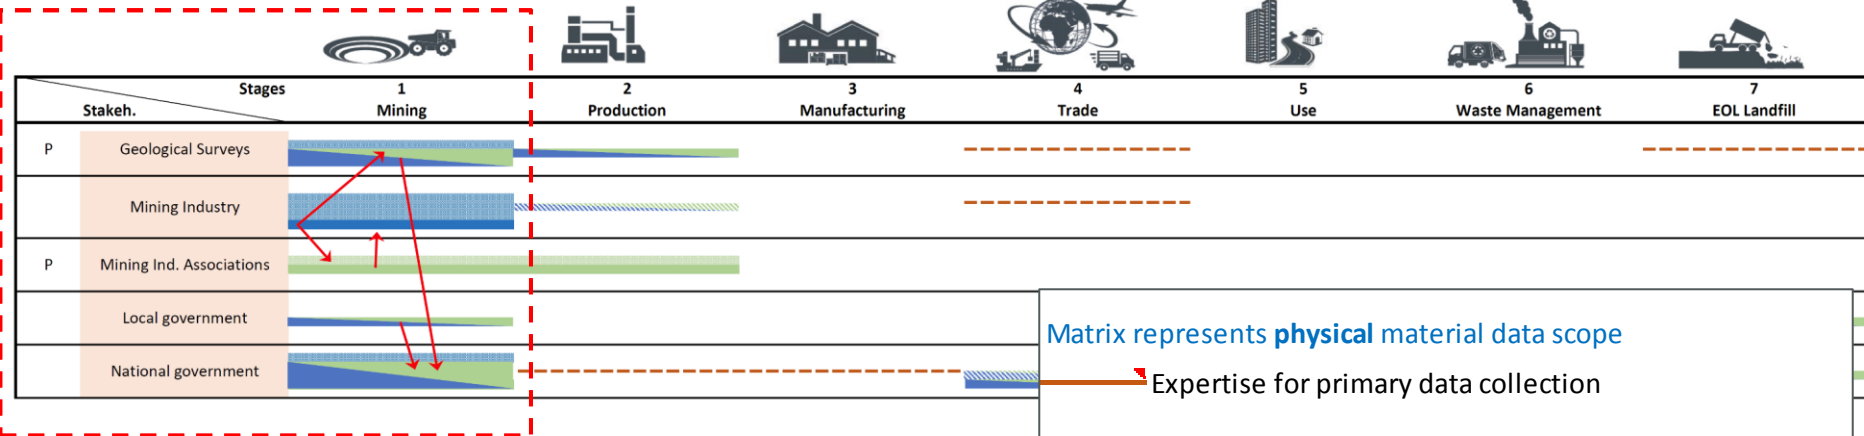 Stages 1 2 3 4 5 6 7
Stakeh. Mining Production Manufacturing Trade Use Waste Management EOL Landfill
P Geological Surveys
Mining Industry
P Mining Ind. Associations
Local government
National government
Matrix represents physical material data scope
Expertise for primary data collection